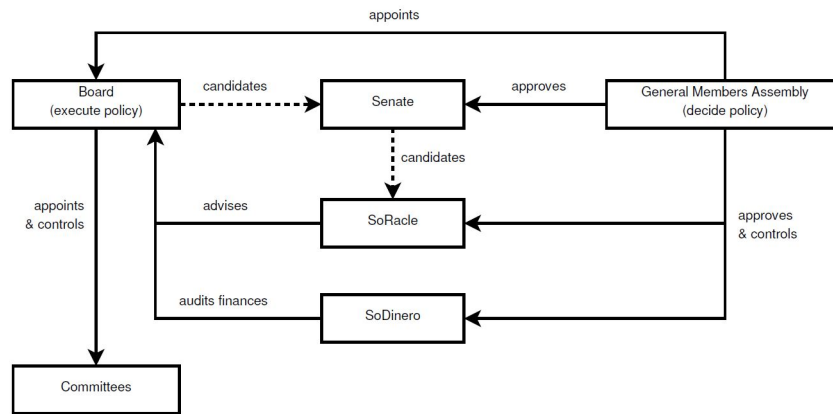 appoints
Board
(execute policy)
candidates
Senate
approves
General Members Assembly
(decide policy)
candidates
appoints
& controls
advises
SoRacle
approves
& controls
audits finances
SoDinero
Committees